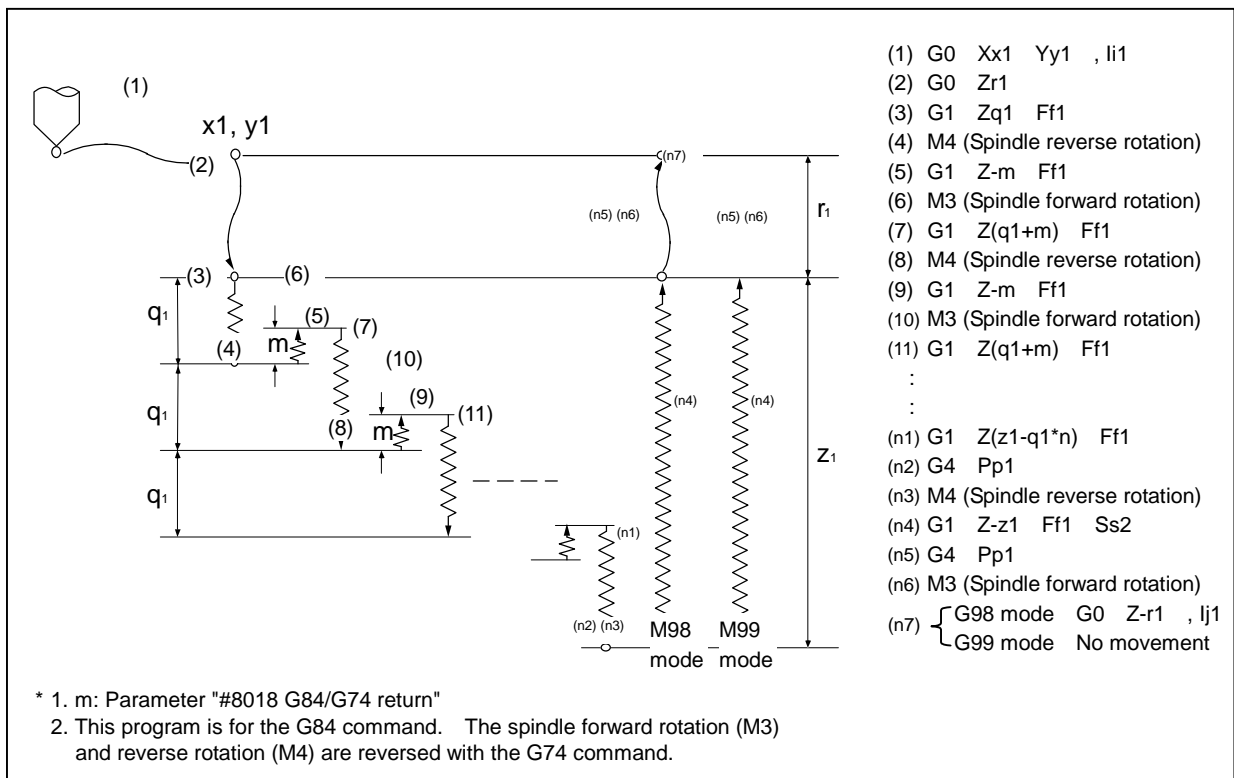 (1)
x1, y1
(2)
(n7)
r1
(n5) (n6)
(n5) (n6)
(3)
(6)
q1
(5)
(7)
m
(4)
(10)
(n4)
(n4)
q1
(9)
(11)
m
(8)
z1
q1
(n1)
(n2) (n3)
M98
mode
M99
mode
(1) G0 Xx1 Yy1 , Ii1
(2) G0 Zr1
(3) G1 Zq1 Ff1
(4) M4 (Spindle reverse rotation)
(5) G1 Z-m Ff1
(6) M3 (Spindle forward rotation)
(7) G1 Z(q1+m) Ff1
(8) M4 (Spindle reverse rotation)
(9) G1 Z-m Ff1
(10) M3 (Spindle forward rotation)
(11) G1 Z(q1+m) Ff1
:
:
(n1) G1 Z(z1-q1*n) Ff1
(n2) G4 Pp1
(n3) M4 (Spindle reverse rotation)
(n4) G1 Z-z1 Ff1 Ss2
(n5) G4 Pp1
(n6) M3 (Spindle forward rotation)
(n7) G98 mode G0 Z-r1 , Ij1
G99 mode No movement
* 1. m: Parameter "#8018 G84/G74 return"
2. This program is for the G84 command. The spindle forward rotation (M3)
and reverse rotation (M4) are reversed with the G74 command.